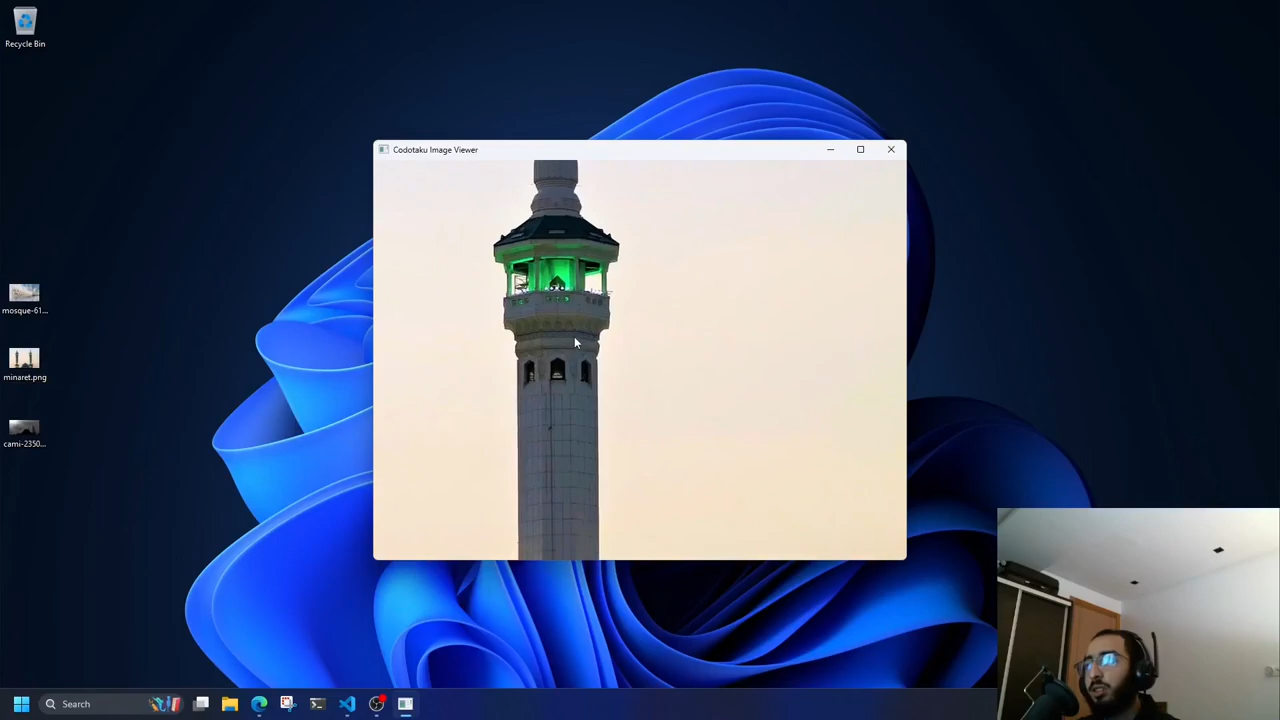 Recycle Bin
Codotaku Image Viewer
mosque-61...
minaret.png
cami-2350...
Search